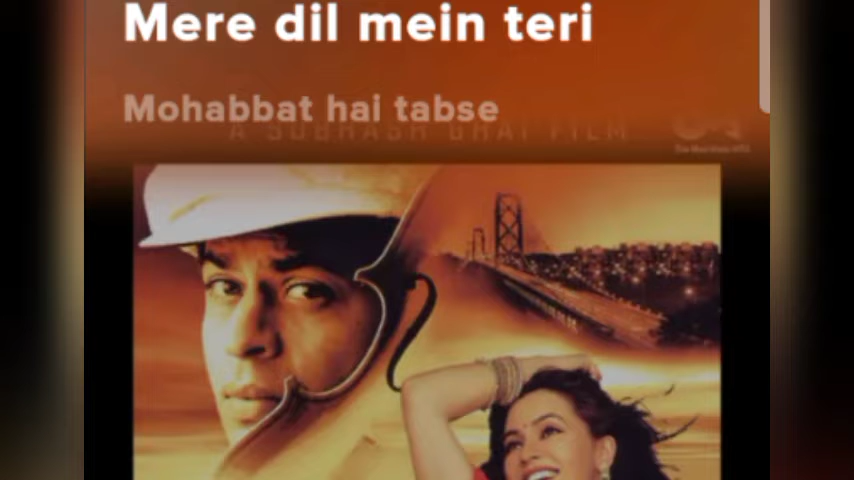 Mere dil mein teri
Mohabbat hai tabse
A SUBHASH GHAI FILM